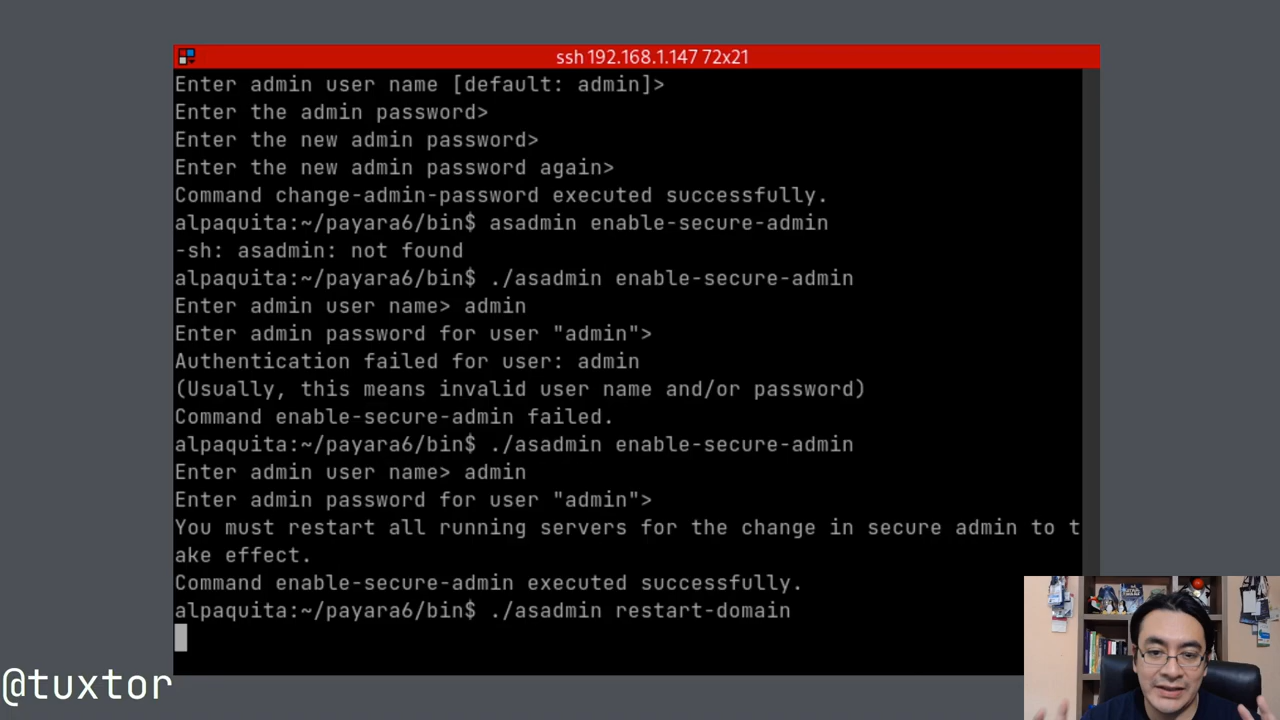 ssh 192.168.1.147 72x21
Enter admin user name [default: admin]>
Enter the admin password>
Enter the new admin password>
Enter the new admin password again>
Command change-admin-password executed successfully.
alpaquita:~/payara6/bin$ asadmin enable-secure-admin
-sh: asadmin: not found
alpaquita:~/payara6/bin$ ./asadmin enable-secure-admin
Enter admin user name> admin
Enter admin password for user "admin">
Authentication failed for user: admin
(Usually, this means invalid user name and/or password)
Command enable-secure-admin failed.
alpaquita:~/payara6/bin$ ./asadmin enable-secure-admin
Enter admin user name> admin
Enter admin password for user "admin">
You must restart all running servers for the change in secure admin to t
ake effect.
Command enable-secure-admin executed successfully.
alpaquita:~/payara6/bin$ ./asadmin restart-domain
@tuxtor